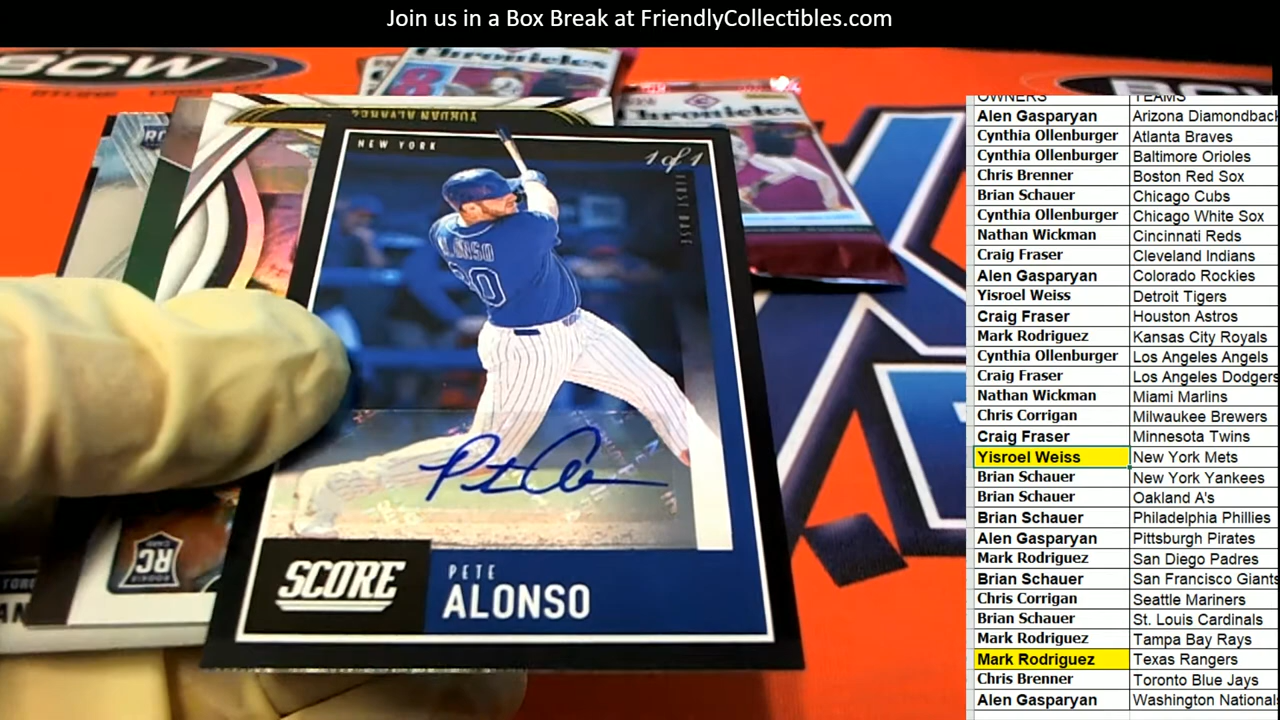 Join us in a Box Break at FriendlyCollectibles.com
BCW
Chronicles
Chronicles
YORDAN ALVAREZ
NEW YORK
1 of 1
FIRST BASE
ALONSO
20
Pete Alonso
SCORE
PETE
ALONSO
RC
OWNERS TEAMS
Alen Gasparyan Arizona Diamondback
Cynthia Ollenburger Atlanta Braves
Cynthia Ollenburger Baltimore Orioles
Chris Brenner Boston Red Sox
Brian Schauer Chicago Cubs
Cynthia Ollenburger Chicago White Sox
Nathan Wickman Cincinnati Reds
Craig Fraser Cleveland Indians
Alen Gasparyan Colorado Rockies
Yisroel Weiss Detroit Tigers
Craig Fraser Houston Astros
Mark Rodriguez Kansas City Royals
Cynthia Ollenburger Los Angeles Angels
Craig Fraser Los Angeles Dodgers
Nathan Wickman Miami Marlins
Chris Corrigan Milwaukee Brewers
Craig Fraser Minnesota Twins
Yisroel Weiss New York Mets
Brian Schauer New York Yankees
Brian Schauer Oakland A's
Brian Schauer Philadelphia Phillies
Alen Gasparyan Pittsburgh Pirates
Mark Rodriguez San Diego Padres
Brian Schauer San Francisco Giants
Chris Corrigan Seattle Mariners
Brian Schauer St. Louis Cardinals
Mark Rodriguez Tampa Bay Rays
Mark Rodriguez Texas Rangers
Chris Brenner Toronto Blue Jays
Alen Gasparyan Washington National